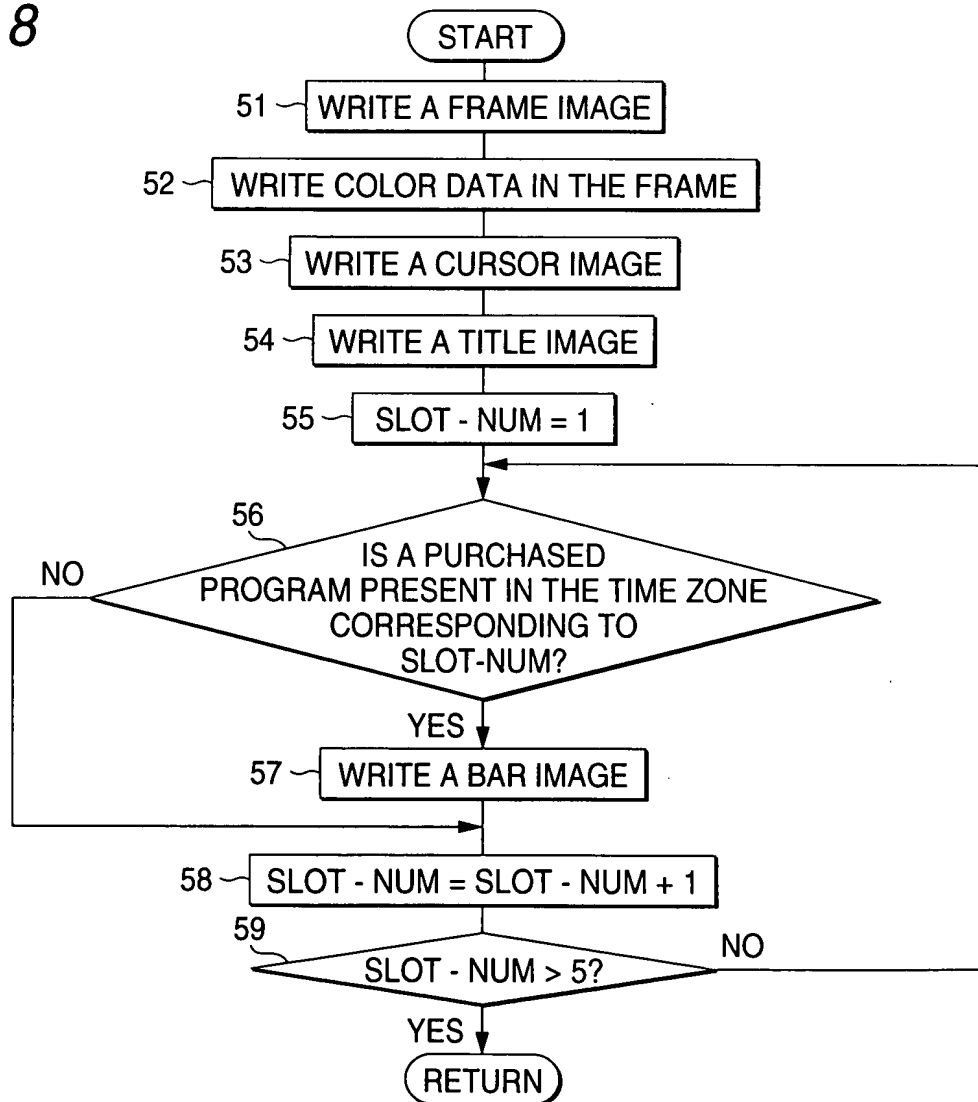 8
START
51 WRITE A FRAME IMAGE
52 WRITE COLOR DATA IN THE FRAME
53 WRITE A CURSOR IMAGE
54 WRITE A TITLE IMAGE
55 SLOT - NUM = 1
56
NO
IS A PURCHASED
PROGRAM PRESENT IN THE TIME ZONE
CORRESPONDING TO
SLOT-NUM?
YES
57 WRITE A BAR IMAGE
58 SLOT - NUM = SLOT - NUM + 1
59
NO
SLOT - NUM > 5?
YES
RETURN